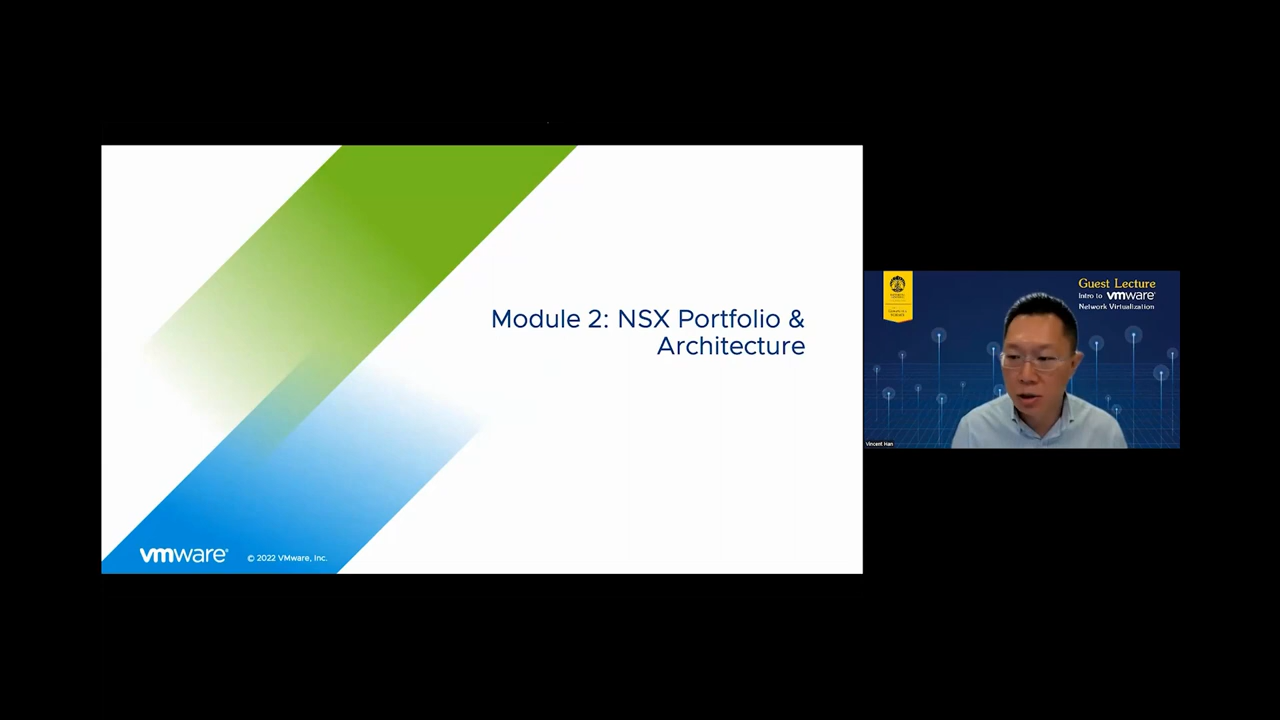 Module 2: NSX Portfolio &
Architecture
vmware®
© 2022 VMware, Inc.
Guest Lecture
Intro to vmware®
Network Virtualization
Vincent Han